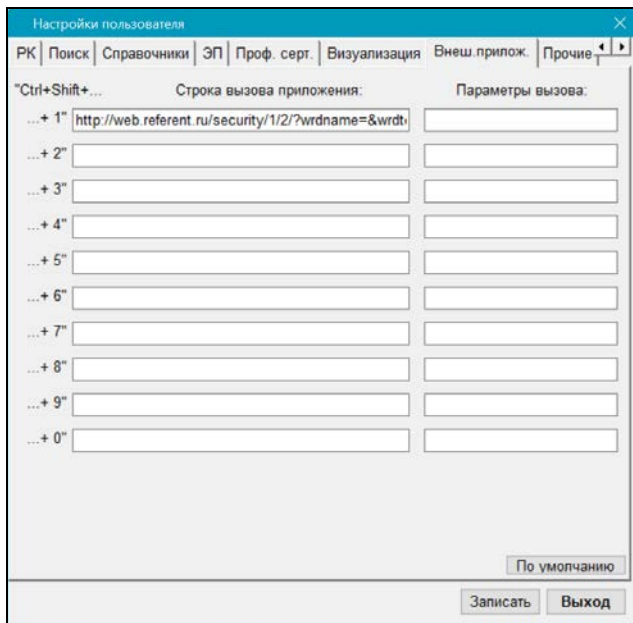 Настройки пользователя
РК Поиск Справочники ЭП Проф. серт. Визуализация Внеш.прилож. Прочие
"Ctrl+Shift+... Строка вызова приложения: Параметры вызова:
...+ 1" http://web.referent.ru/security/1/2/?wrdname=&wrdt
...+ 2"
...+ 3"
...+ 4"
...+ 5"
...+ 6"
...+ 7"
...+ 8"
...+ 9"
...+ 0"
По умолчанию
Записать Выход